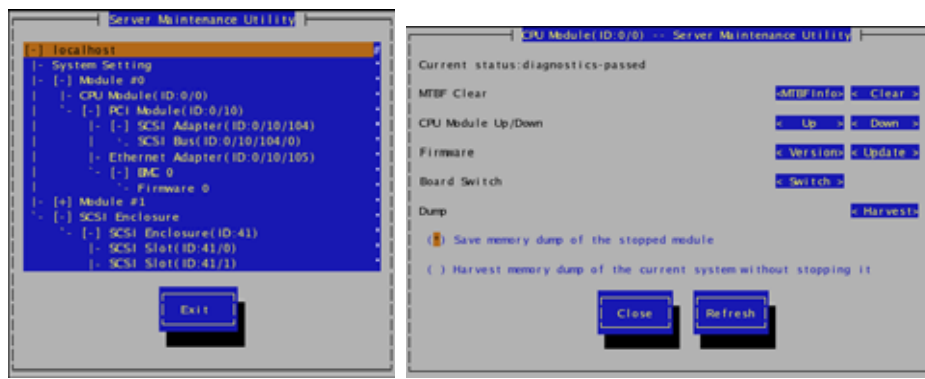 Server Maintenance Utility
[-] localhost
|- System Setting
|- [-] Module #0
| |- CPU Module(ID:0/0)
| `- [-] PCI Module(ID:0/10)
| |- [-] SCSI Adapter(ID:0/10/104)
| | `- SCSI Bus(ID:0/10/104/0)
| |- Ethernet Adapter(ID:0/10/105)
| `- [-] BMC 0
| `- Firmware 0
|- [+] Module #1
`- [-] SCSI Enclosure
`- [-] SCSI Enclosure(ID:41)
|- SCSI Slot(ID:41/0)
|- SCSI Slot(ID:41/1)
Exit
CPU Module(ID:0/0) -- Server Maintenance Utility
Current status:diagnostics-passed
MTBF Clear <MTBFInfo> < Clear >
CPU Module Up/Down < Up > < Down >
Firmware < Version> < Update >
Board Switch < Switch >
Dump < Harvest>
(*) Save memory dump of the stopped module
( ) Harvest memory dump of the current system without stopping it
Close Refresh